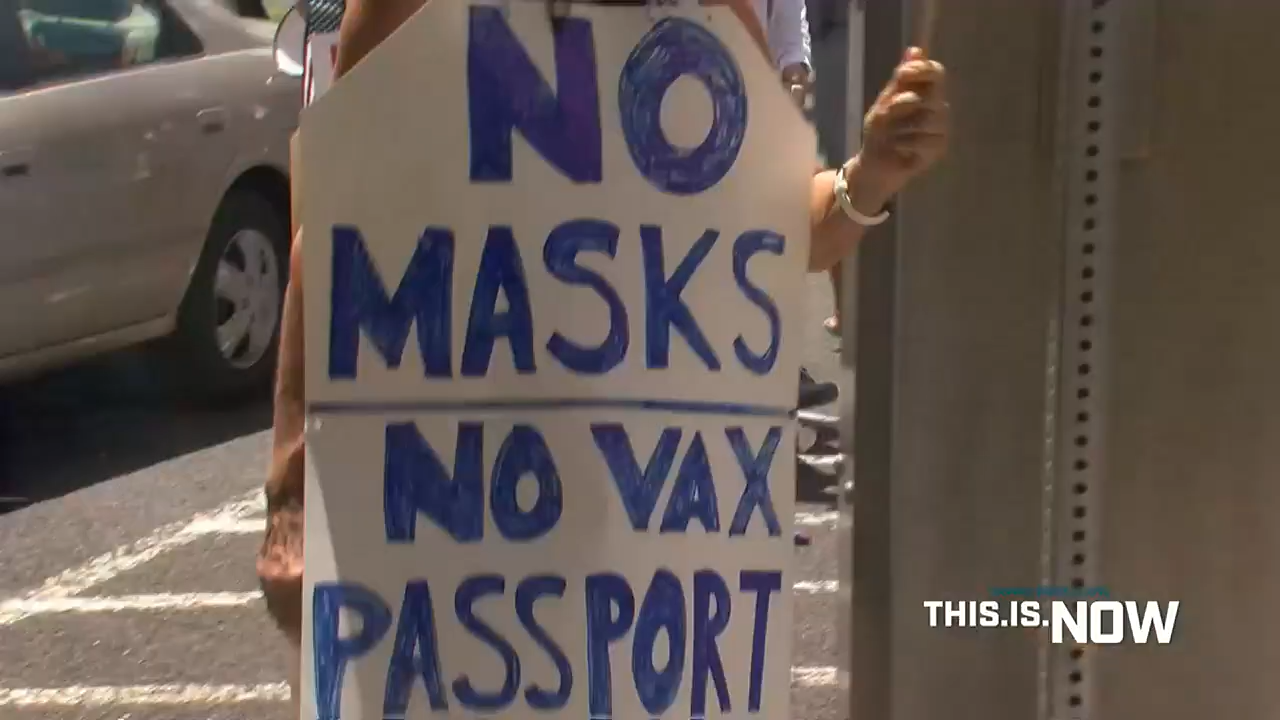 NO
MASKS
NO VAX
PASSPORT
THIS.IS.NOW